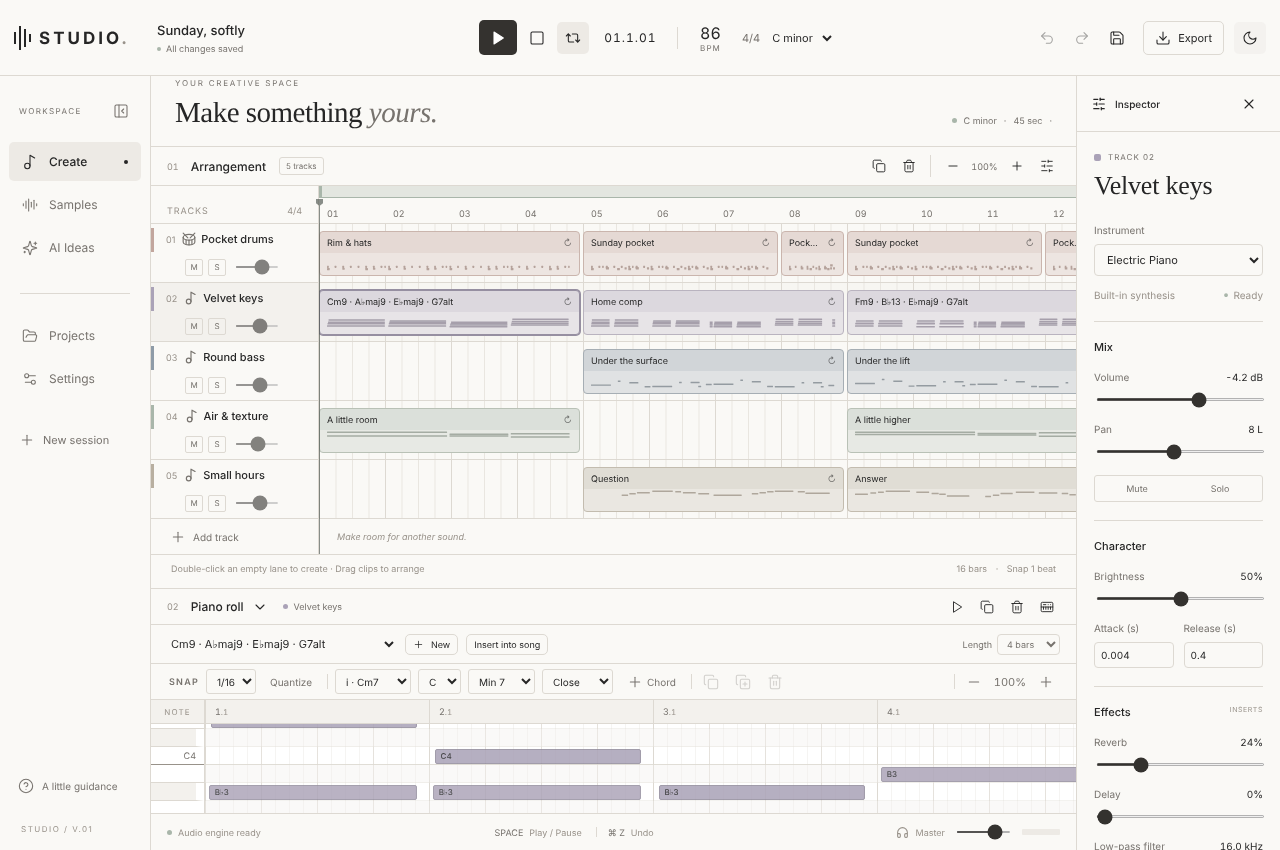 STUDIO.
Sunday, softly
All changes saved
01.1.01
86
BPM
4/4
C minor
Export
WORKSPACE
Create
Samples
AI Ideas
Projects
Settings
New session
A little guidance
STUDIO / V.01
YOUR CREATIVE SPACE
Make something yours.
C minor · 45 sec ·
01 Arrangement 5 tracks
100%
TRACKS 4/4
01 02 03 04 05 06 07 08 09 10 11 12
01 Pocket drums
M S
Rim & hats
Sunday pocket
Pock...
Sunday pocket
Pock.
02 Velvet keys
M S
Cm9 · A♭maj9 · E♭maj9 · G7alt
Home comp
Fm9 · B♭13 · E♭maj9 · G7alt
03 Round bass
M S
Under the surface
Under the lift
04 Air & texture
M S
A little room
A little higher
05 Small hours
M S
Question
Answer
Add track
Make room for another sound.
Double-click an empty lane to create · Drag clips to arrange
16 bars · Snap 1 beat
02 Piano roll
Velvet keys
Cm9 · A♭maj9 · E♭maj9 · G7alt
New
Insert into song
Length 4 bars
SNAP 1/16 Quantize i · Cm7 C Min 7 Close Chord
100%
NOTE 1.1 2.1 3.1 4.1
C4
C4
B3
B♭3 B♭3 B♭3
Audio engine ready
SPACE Play / Pause
⌘ Z Undo
Master
Inspector
TRACK 02
Velvet keys
Instrument
Electric Piano
Built-in synthesis Ready
Mix
Volume -4.2 dB
Pan 8 L
Mute Solo
Character
Brightness 50%
Attack (s) Release (s)
0.004 0.4
Effects INSERTS
Reverb 24%
Delay 0%
Low-pass filter 16.0 kHz